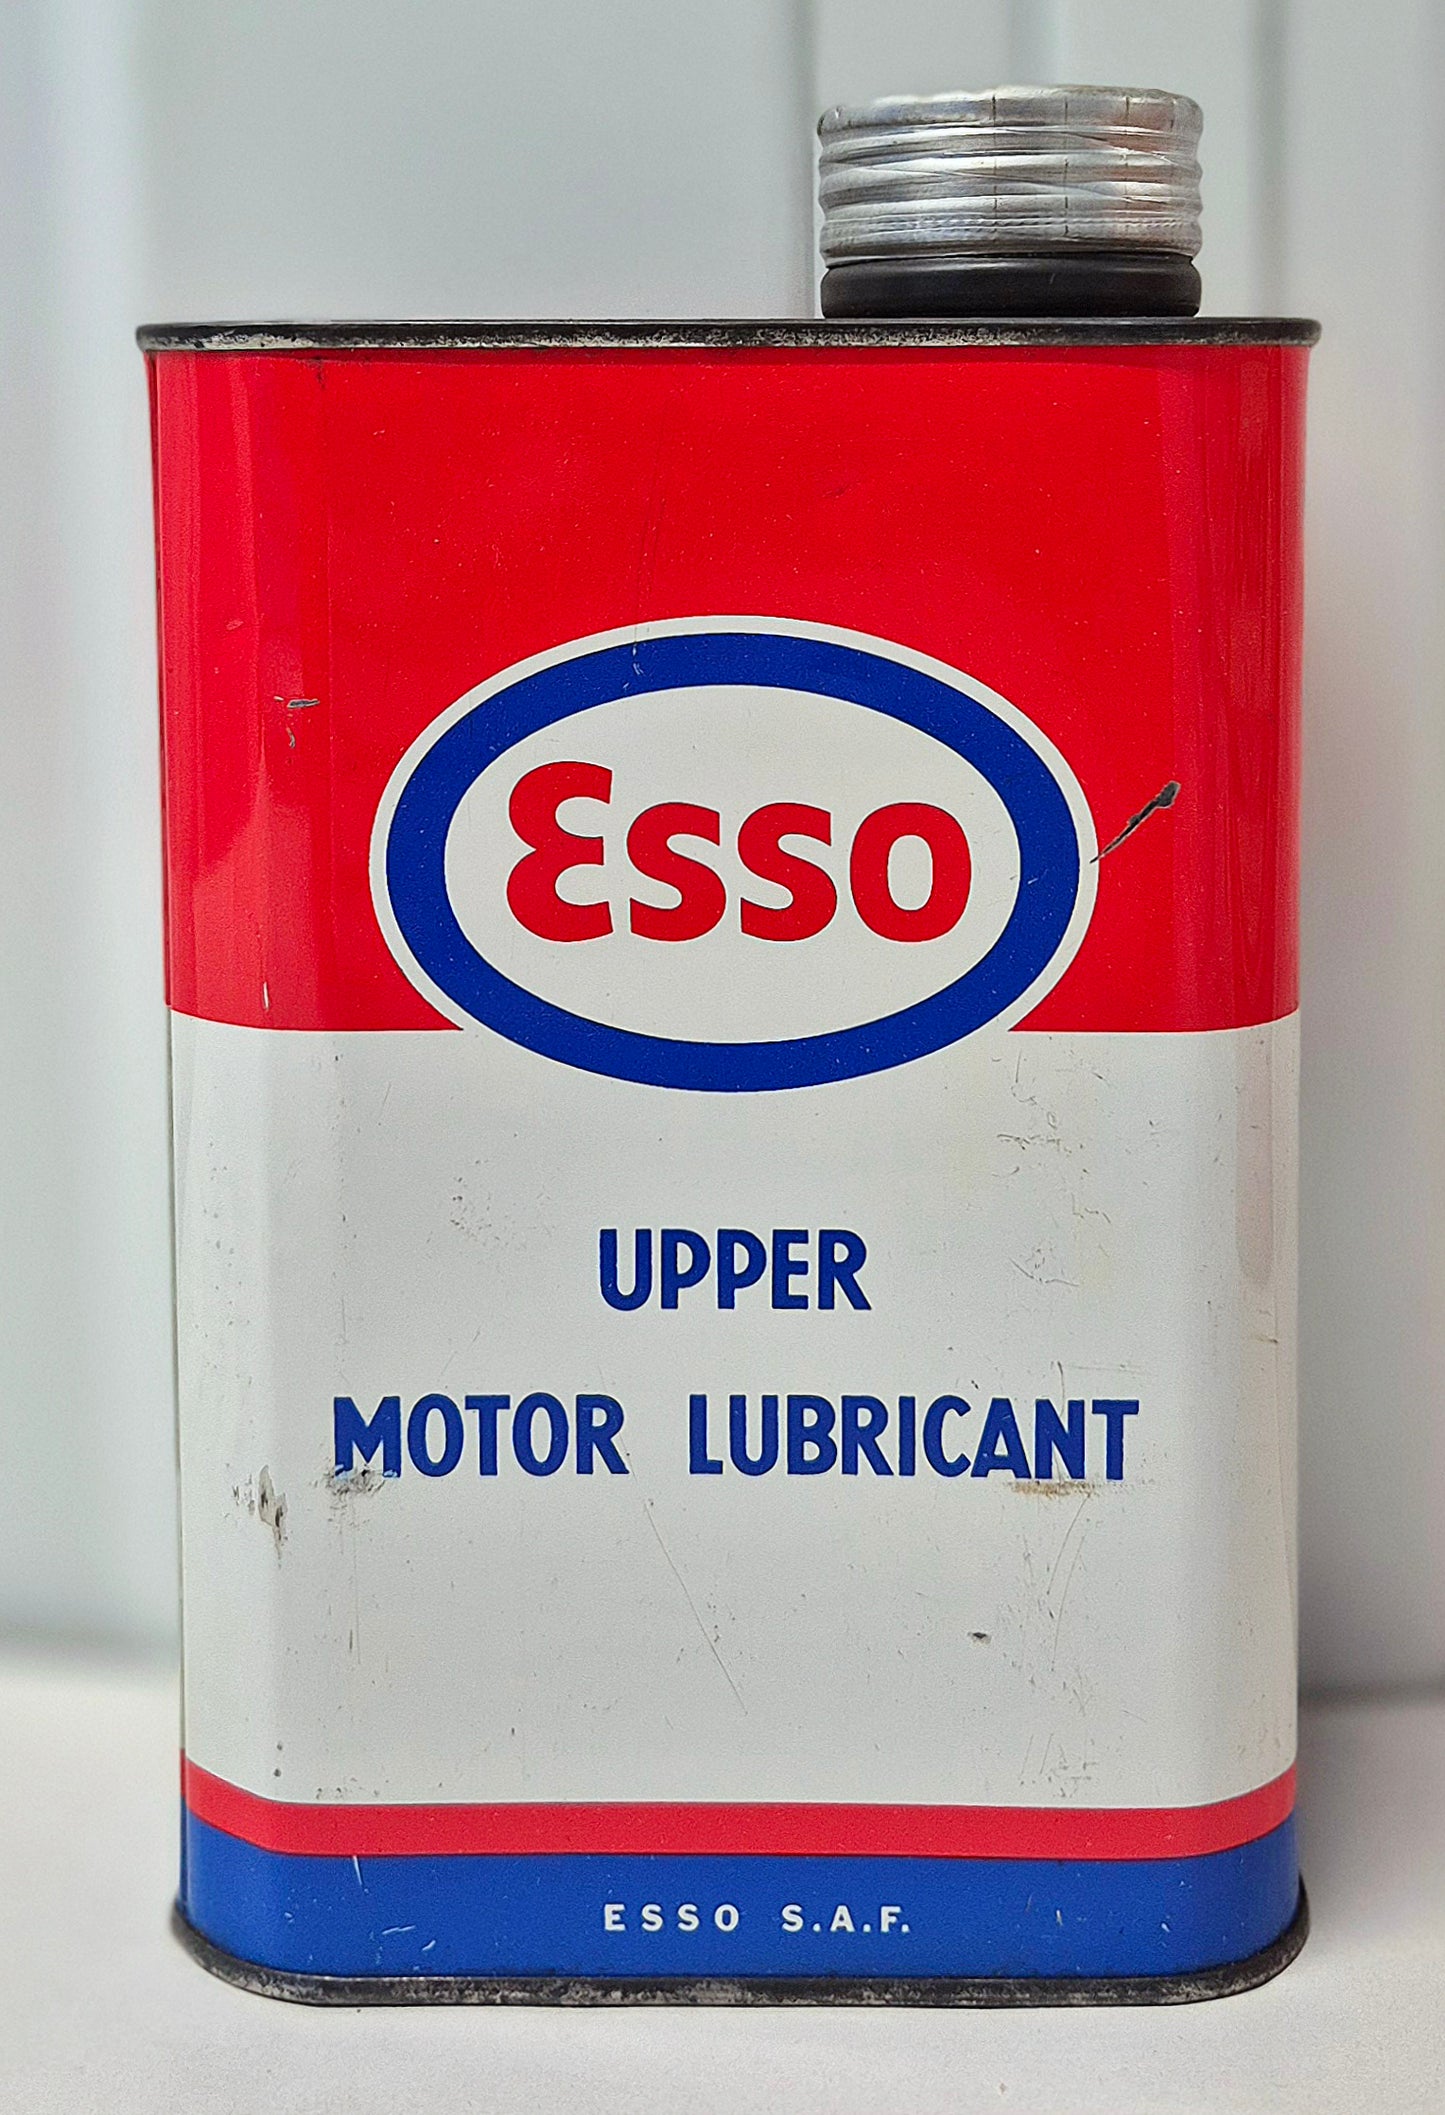 Esso
UPPER
MOTOR LUBRICANT
ESSO S.A.F.